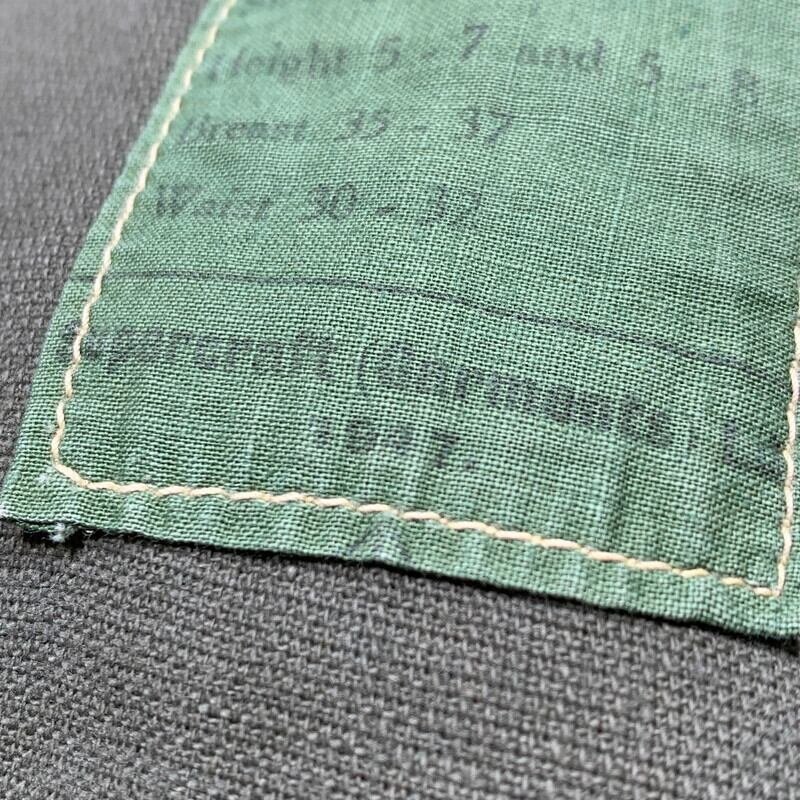 Height 5 - 7 and 5 - 8
Breast 35 - 37
Waist 30 - 32
Supercraft (Garments) L
1947.